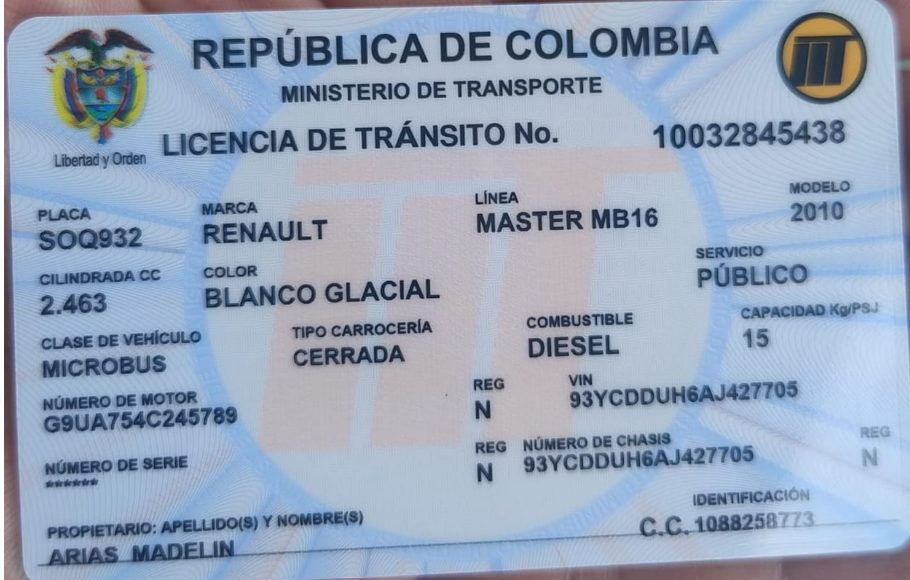 REPÚBLICA DE COLOMBIA
MINISTERIO DE TRANSPORTE
Libertad y Orden
LICENCIA DE TRÁNSITO No. 10032845438
PLACA MARCA LÍNEA MODELO
SOQ932 RENAULT MASTER MB16 2010
CILINDRADA CC COLOR SERVICIO
2.463 BLANCO GLACIAL PÚBLICO
CLASE DE VEHÍCULO TIPO CARROCERÍA COMBUSTIBLE CAPACIDAD Kg/PSJ
MICROBUS CERRADA DIESEL 15
NÚMERO DE MOTOR REG VIN
G9UA754C245789 N 93YCDDUH6AJ427705
NÚMERO DE SERIE REG NÚMERO DE CHASIS REG
****** N 93YCDDUH6AJ427705 N
PROPIETARIO: APELLIDO(S) Y NOMBRE(S) IDENTIFICACIÓN
ARIAS MADELIN C.C. 1088258773